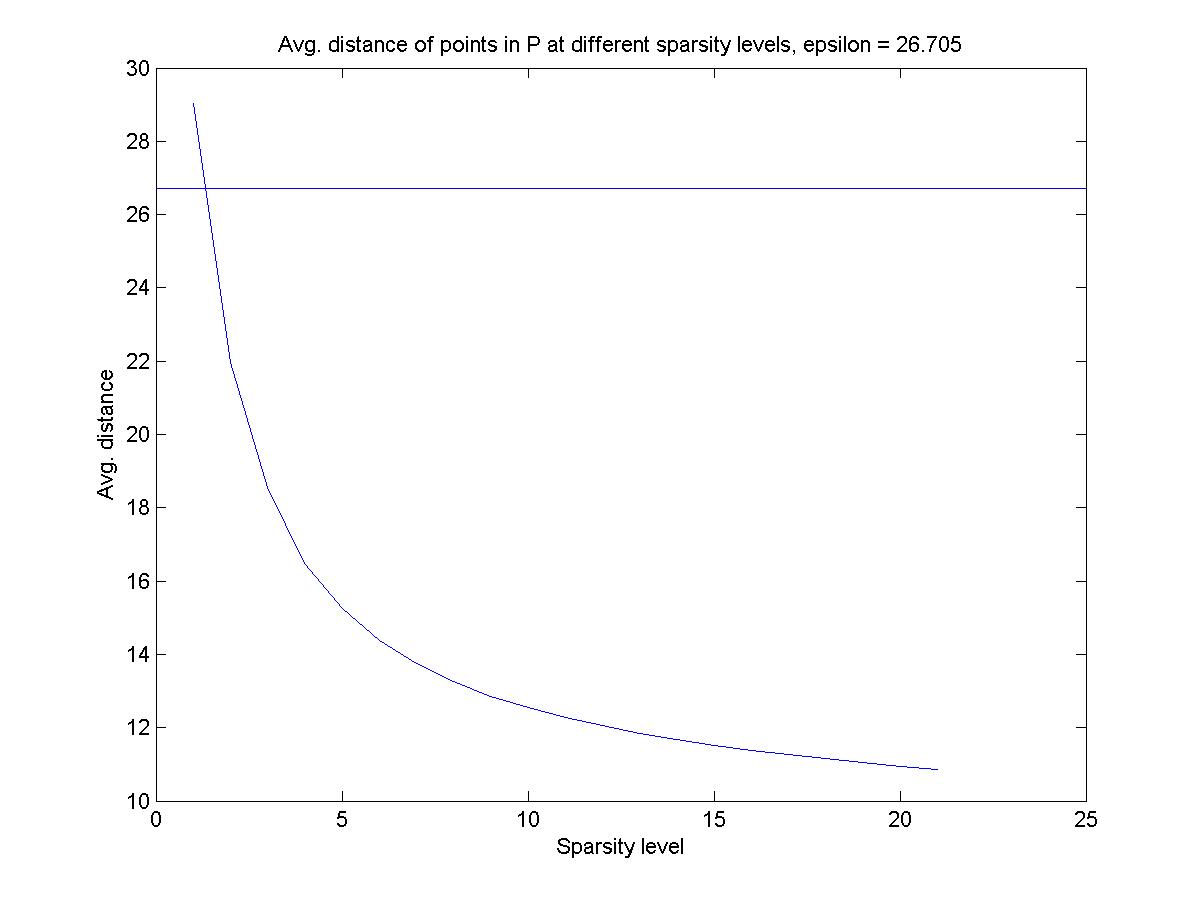 Avg. distance of points in P at different sparsity levels, epsilon = 26.705
30
28
26
24
22
20
18
16
14
12
10
Avg. distance
0 5 10 15 20 25
Sparsity level